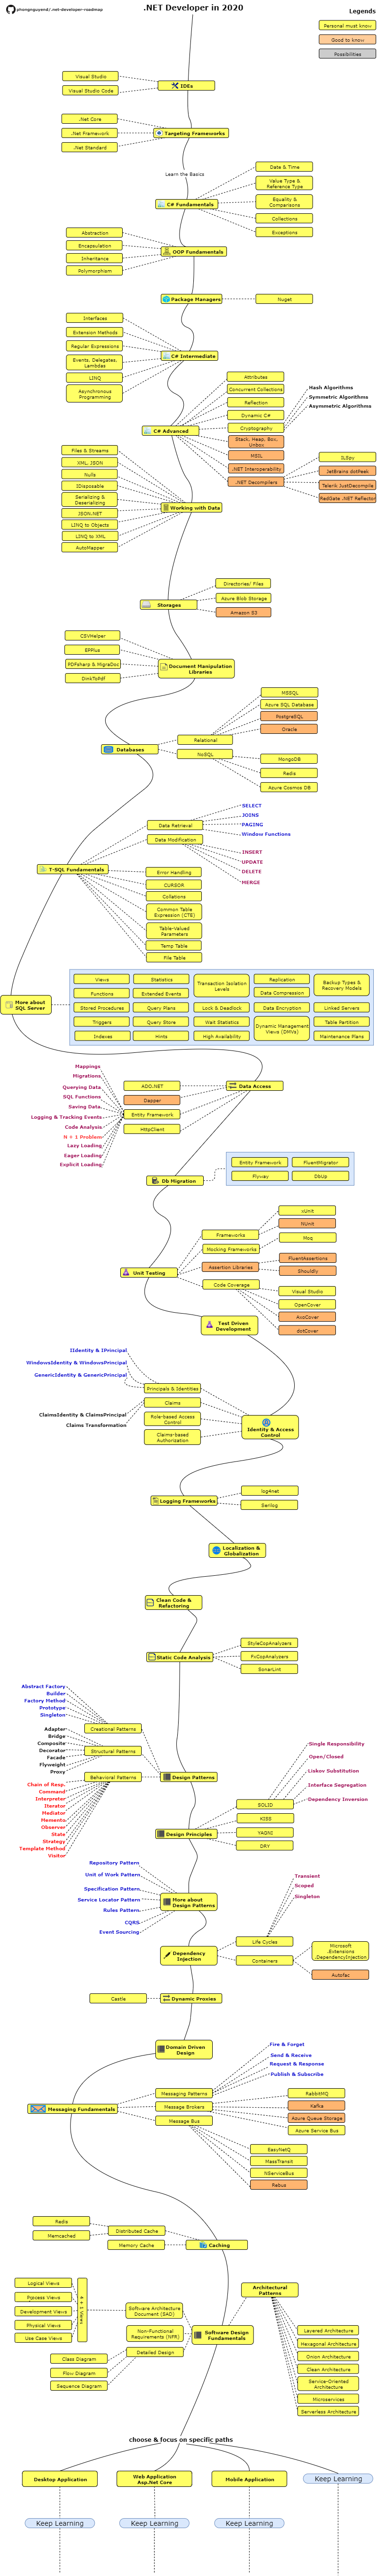 phongnguyend/.net-developer-roadmap
.NET Developer in 2020
Legends
Personal must know
Good to know
Possibilities
Visual Studio
Visual Studio Code
IDEs
.Net Core
.Net Framework
.Net Standard
Targeting Frameworks
Learn the Basics
Date & Time
Value Type &
Reference Type
Equality &
Comparisons
Collections
Exceptions
C# Fundamentals
Abstraction
Encapsulation
Inheritance
Polymorphism
OOP Fundamentals
Package Managers
Nuget
Interfaces
Extension Methods
Regular Expressions
Events, Delegates,
Lambdas
LINQ
Asynchronous
Programming
C# Intermediate
Attributes
Concurrent Collections
Reflection
Dynamic C#
Cryptography
Stack, Heap, Box,
Unbox
MSIL
.NET Interoperability
.NET Decompilers
Hash Algorithms
Symmetric Algorithms
Asymmetric Algorithms
C# Advanced
ILSpy
JetBrains dotPeek
Telerik JustDecompile
RedGate .NET Reflector
Files & Streams
XML, JSON
Nulls
IDisposable
Serializing &
Deserializing
JSON.NET
LINQ to Objects
LINQ to XML
AutoMapper
Working with Data
Storages
Directories/ Files
Azure Blob Storage
Amazon S3
CSVHelper
EPPlus
PDFsharp & MigraDoc
DinkToPdf
Document Manipulation
Libraries
Databases
Relational
NoSQL
MSSQL
Azure SQL Database
PostgreSQL
Oracle
MongoDB
Redis
Azure Cosmos DB
T-SQL Fundamentals
Data Retrieval
Data Modification
SELECT
JOINS
PAGING
Window Functions
INSERT
UPDATE
DELETE
MERGE
Error Handling
CURSOR
Collations
Common Table
Expression (CTE)
Table-Valued
Parameters
Temp Table
File Table
More about
SQL Server
Views
Statistics
Transaction Isolation
Levels
Replication
Backup Types &
Recovery Models
Functions
Extended Events
Data Compression
Stored Procedures
Query Plans
Lock & Deadlock
Data Encryption
Linked Servers
Triggers
Query Store
Wait Statistics
Dynamic Management
Views (DMVs)
Table Partition
Indexes
Hints
High Availability
Maintenance Plans
Mappings
Migrations
Querying Data
SQL Functions
Saving Data
Logging & Tracking Events
Code Analysis
N + 1 Problem
Lazy Loading
Eager Loading
Explicit Loading
ADO.NET
Dapper
Entity Framework
HttpClient
Data Access
Db Migration
Entity Framework
FluentMigrator
Flyway
DbUp
Unit Testing
Frameworks
Mocking Frameworks
Assertion Libraries
Code Coverage
xUnit
NUnit
Moq
FluentAssertions
Shouldly
Visual Studio
OpenCover
AxoCover
dotCover
Test Driven
Development
IIdentity & IPrincipal
WindowsIdentity & WindowsPrincipal
GenericIdentity & GenericPrincipal
ClaimsIdentity & ClaimsPrincipal
Claims Transformation
Principals & Identities
Claims
Role-based Access
Control
Claims-based
Authorization
Identity & Access
Control
Logging Frameworks
log4net
Serilog
Localization &
Globalization
Clean Code &
Refactoring
Static Code Analysis
StyleCopAnalyzers
FxCopAnalyzers
SonarLint
Abstract Factory
Builder
Factory Method
Prototype
Singleton
Adapter
Bridge
Composite
Decorator
Facade
Flyweight
Proxy
Chain of Resp.
Command
Interpreter
Iterator
Mediator
Memento
Observer
State
Strategy
Template Method
Visitor
Creational Patterns
Structural Patterns
Behavioral Patterns
Design Patterns
Single Responsibility
Open/Closed
Liskov Substitution
Interface Segregation
Dependency Inversion
SOLID
KISS
YAGNI
DRY
Design Principles
Repository Pattern
Unit of Work Pattern
Specification Pattern
Service Locator Pattern
Rules Pattern
CQRS
Event Sourcing
More about
Design Patterns
Transient
Scoped
Singleton
Life Cycles
Containers
Microsoft
.Extensions
.DependencyInjection
Autofac
Dependency
Injection
Castle
Dynamic Proxies
Domain Driven
Design
Messaging Fundamentals
Messaging Patterns
Message Brokers
Message Bus
Fire & Forget
Send & Receive
Request & Response
Publish & Subscribe
RabbitMQ
Kafka
Azure Queue Storage
Azure Service Bus
EasyNetQ
MassTransit
NServiceBus
Rebus
Redis
Memcached
Distributed Cache
Memory Cache
Caching
Logical Views
Process Views
Development Views
Physical Views
Use Case Views
4 + 1 Views
Software Architecture
Document (SAD)
Non-Functional
Requirements (NFR)
Detailed Design
Class Diagram
Flow Diagram
Sequence Diagram
Software Design
Fundamentals
Architectural
Patterns
Layered Architecture
Hexagonal Architecture
Onion Architecture
Clean Architecture
Service-Oriented
Architecture
Microservices
Serverless Architecture
choose & focus on specific paths
Desktop Application
Web Application
Asp.Net Core
Mobile Application
Keep Learning
Keep Learning
Keep Learning
Keep Learning